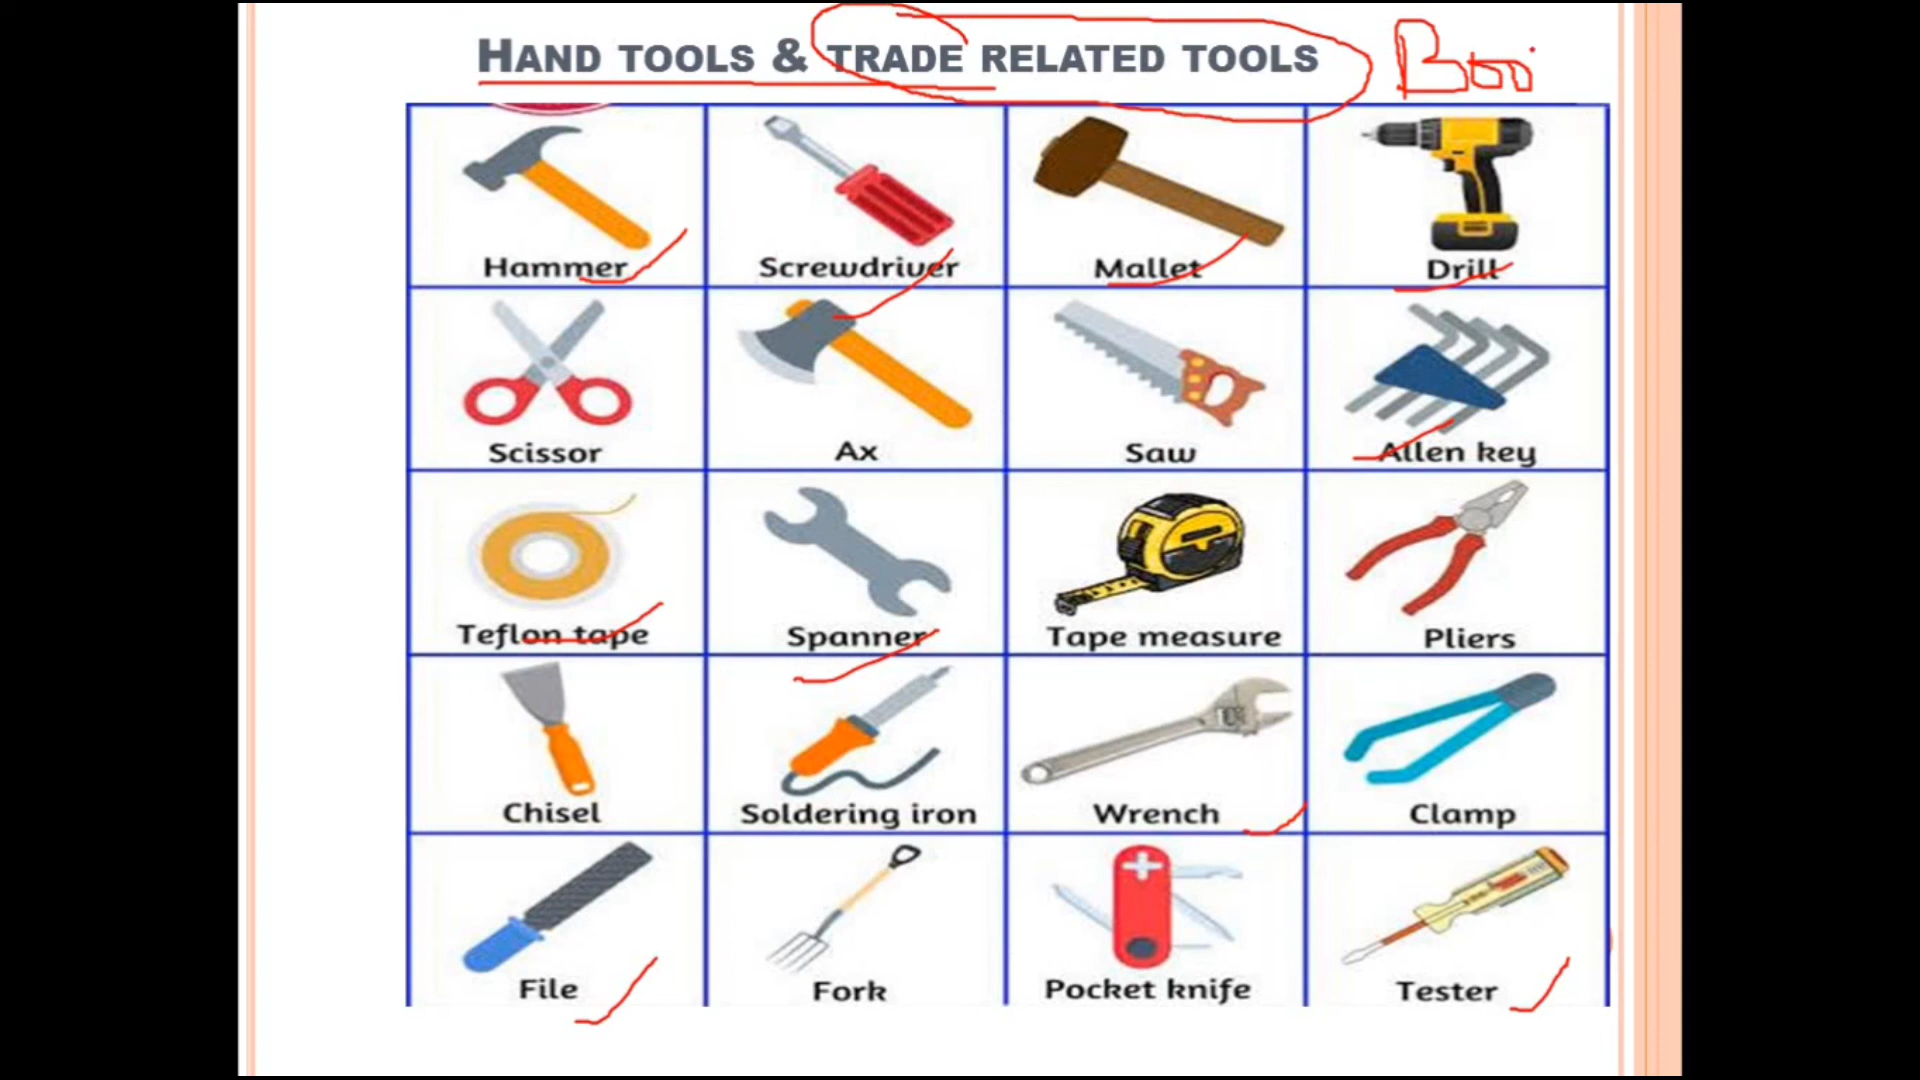 HAND TOOLS & TRADE RELATED TOOLS
Hammer Screwdriver Mallet Drill
Scissor Ax Saw Allen key
Teflon tape Spanner Tape measure Pliers
Chisel Soldering iron Wrench Clamp
File Fork Pocket knife Tester